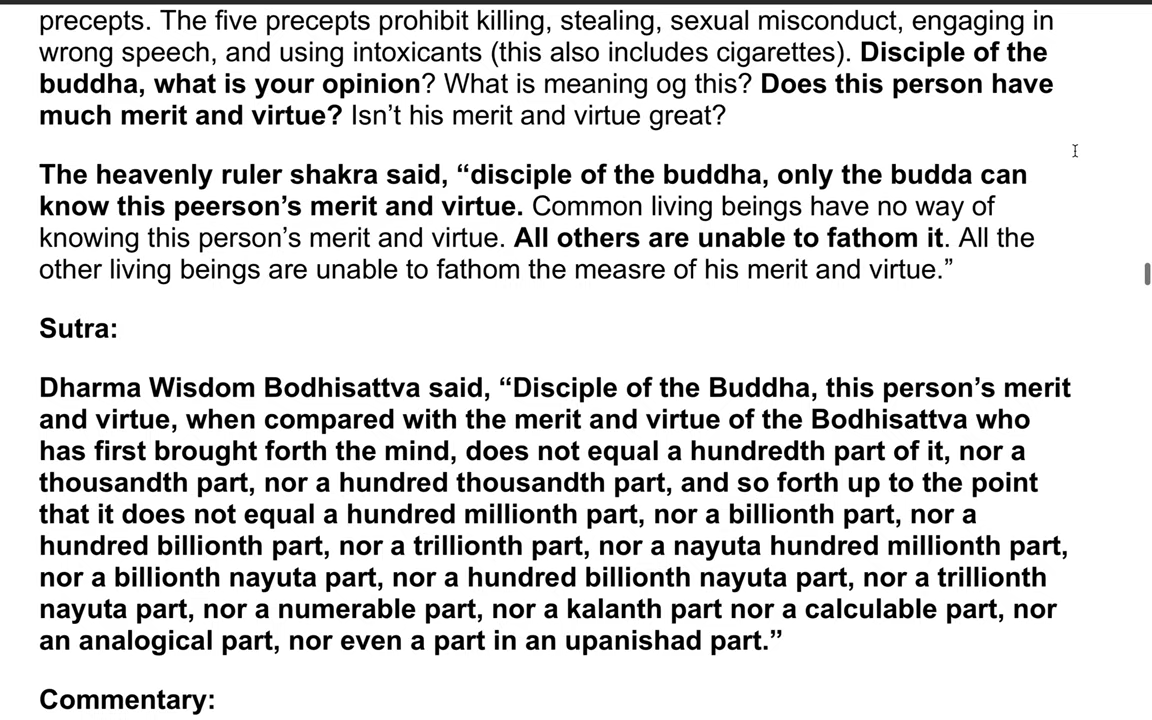 precepts. The five precepts prohibit killing, stealing, sexual misconduct, engaging in
wrong speech, and using intoxicants (this also includes cigarettes). Disciple of the
buddha, what is your opinion? What is meaning og this? Does this person have
much merit and virtue? Isn’t his merit and virtue great?
The heavenly ruler shakra said, “disciple of the buddha, only the budda can
know this peerson’s merit and virtue. Common living beings have no way of
knowing this person’s merit and virtue. All others are unable to fathom it. All the
other living beings are unable to fathom the measre of his merit and virtue.”
Sutra:
Dharma Wisdom Bodhisattva said, “Disciple of the Buddha, this person’s merit
and virtue, when compared with the merit and virtue of the Bodhisattva who
has first brought forth the mind, does not equal a hundredth part of it, nor a
thousandth part, nor a hundred thousandth part, and so forth up to the point
that it does not equal a hundred millionth part, nor a billionth part, nor a
hundred billionth part, nor a trillionth part, nor a nayuta hundred millionth part,
nor a billionth nayuta part, nor a hundred billionth nayuta part, nor a trillionth
nayuta part, nor a numerable part, nor a kalanth part nor a calculable part, nor
an analogical part, nor even a part in an upanishad part.”
Commentary: